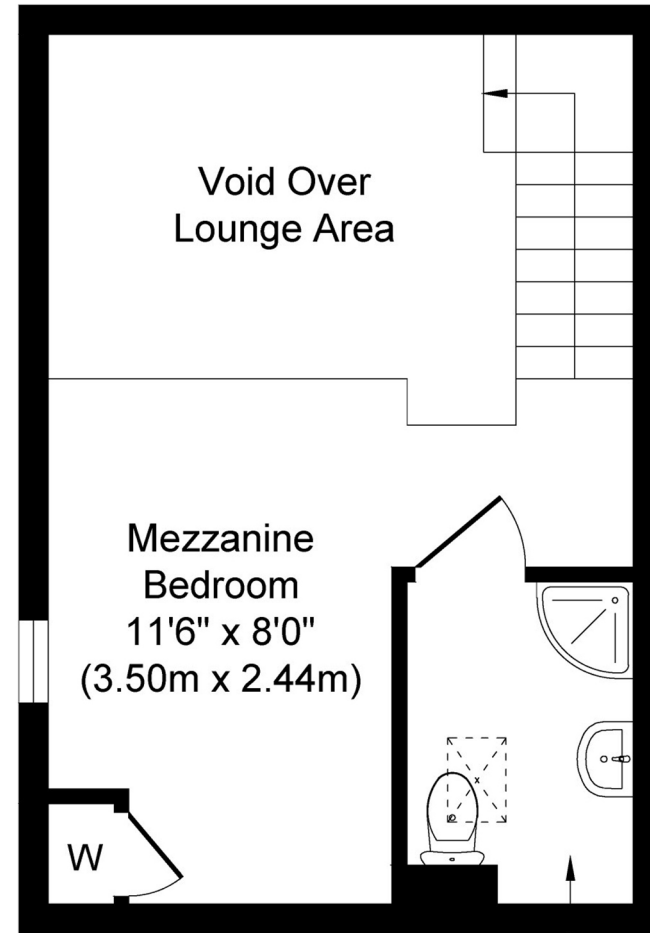 Void Over
Lounge Area
Mezzanine
Bedroom
11'6" x 8'0"
(3.50m x 2.44m)
W